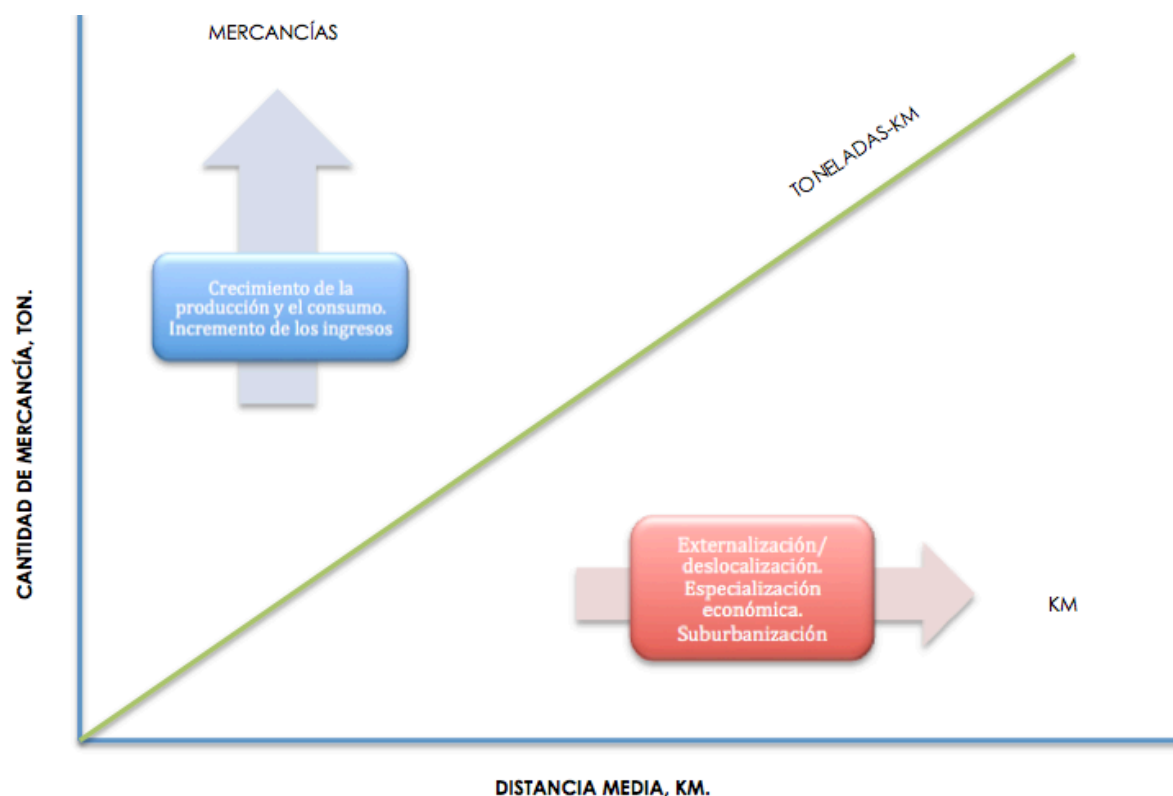 MERCANCÍAS
TONELADAS-KM
Crecimiento de la
producción y el consumo.
Incremento de los ingresos
CANTIDAD DE MERCANCÍA, TON.
Externalización/
deslocalización.
Especialización
económica.
Suburbanización
KM
DISTANCIA MEDIA, KM.